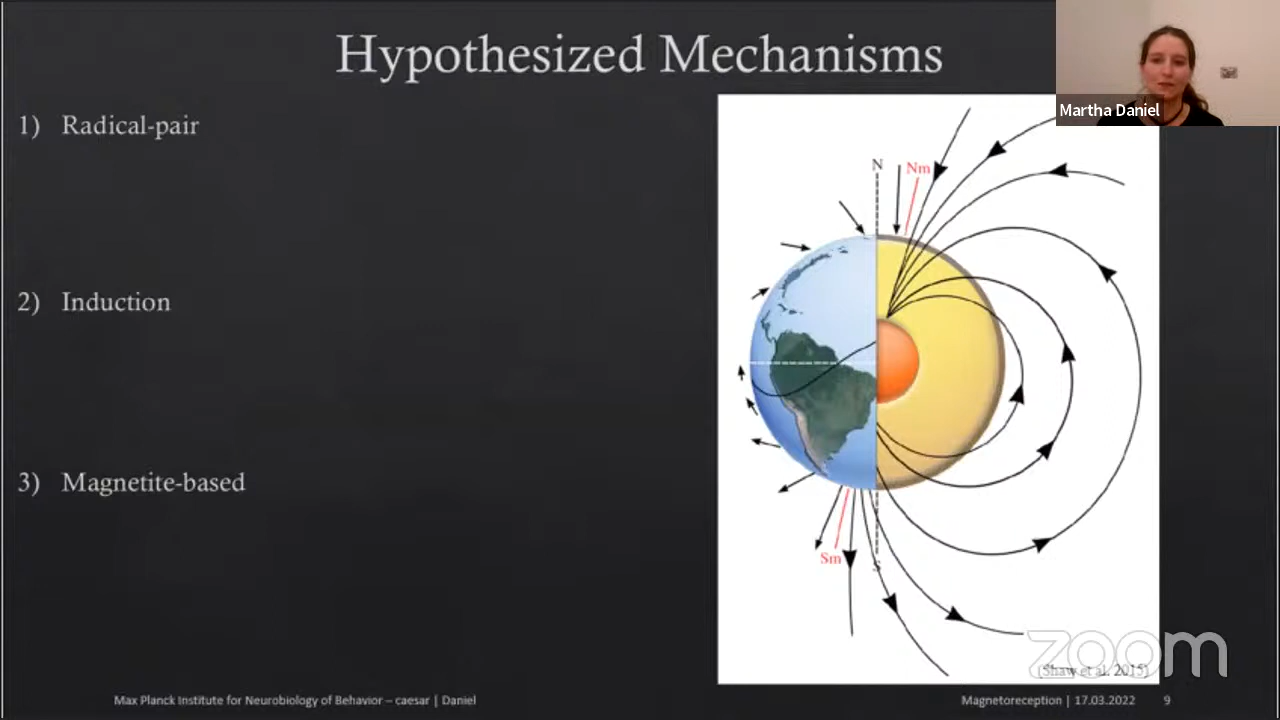 Hypothesized Mechanisms
Martha Daniel
1) Radical-pair
2) Induction
3) Magnetite-based
N
Nm
Sm
S
zoom
(Shaw et al. 2015)
Max Planck Institute for Neurobiology of Behavior – caesar | Daniel
Magnetoreception | 17.03.2022 9